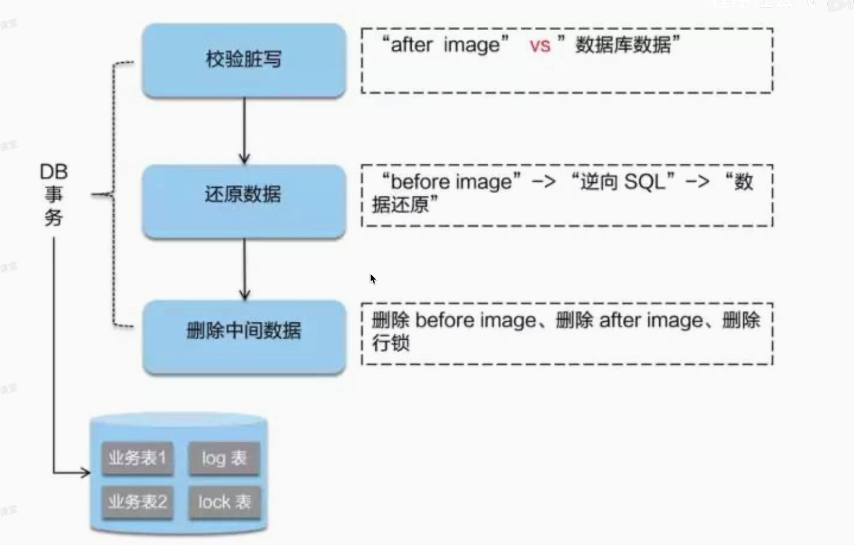 校验脏写
“after image” vs ”数据库数据”
DB
事
务
还原数据
“before image”–> “逆向 SQL”–> “数
据还原”
删除中间数据
删除 before image、删除 after image、删除
行锁
业务表1
log 表
业务表2
lock 表